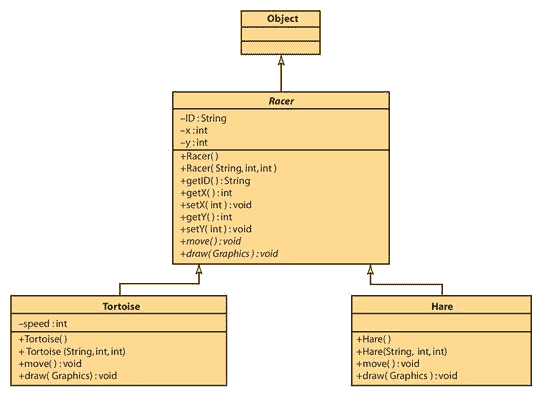 Object
Racer
–ID : String
–x : int
–y : int
+Racer( )
+Racer( String, int, int )
+getID( ) : String
+getX( ) : int
+setX( int ) : void
+getY( ) : int
+setY( int ) : void
+move( ) : void
+draw( Graphics ) : void
Tortoise
–speed : int
+Tortoise( )
+ Tortoise (String, int, int)
+move( ) : void
+draw( Graphics) : void
Hare
+Hare( )
+Hare(String, int, int)
+move( ) : void
+draw( Graphics ) : void